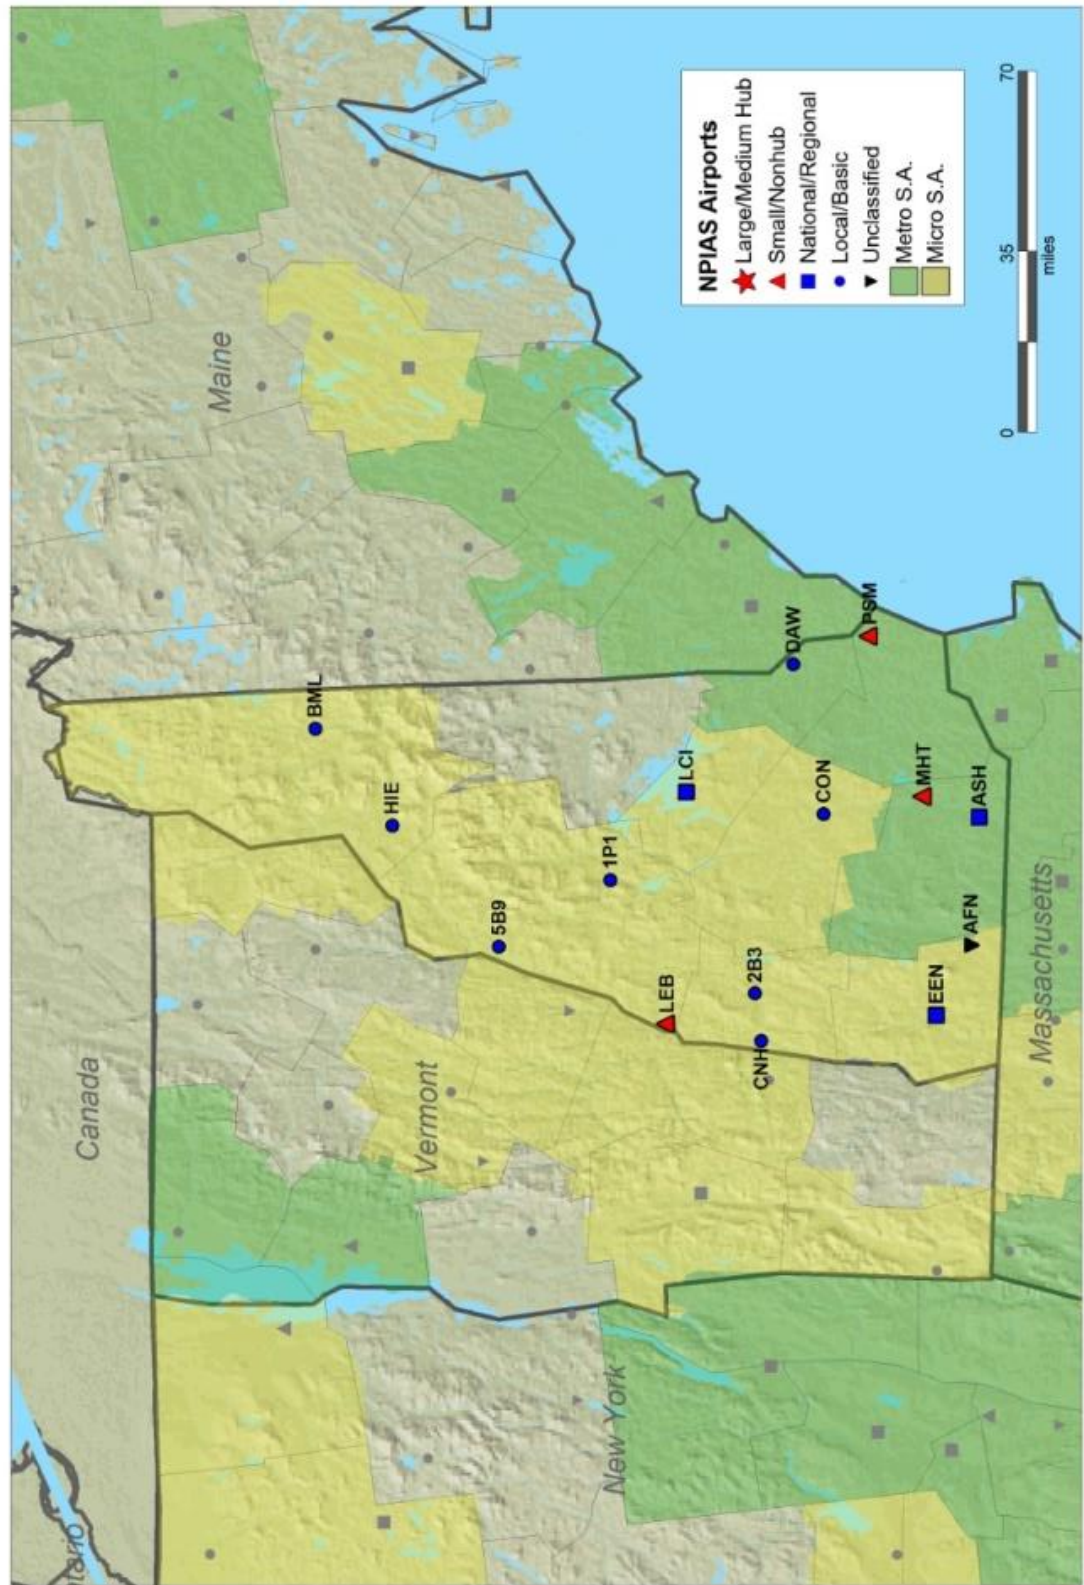 Canada
Maine
Vermont
New York
Massachusetts
BML
HIE
5B9
1P1
LCI
LEB
2B3
CNH
DAW
PSM
CON
MHT
ASH
AFN
EEN
NPIAS Airports
Large/Medium Hub
Small/Nonhub
National/Regional
Local/Basic
Unclassified
Metro S.A.
Micro S.A.
0 35 70
miles
ntario